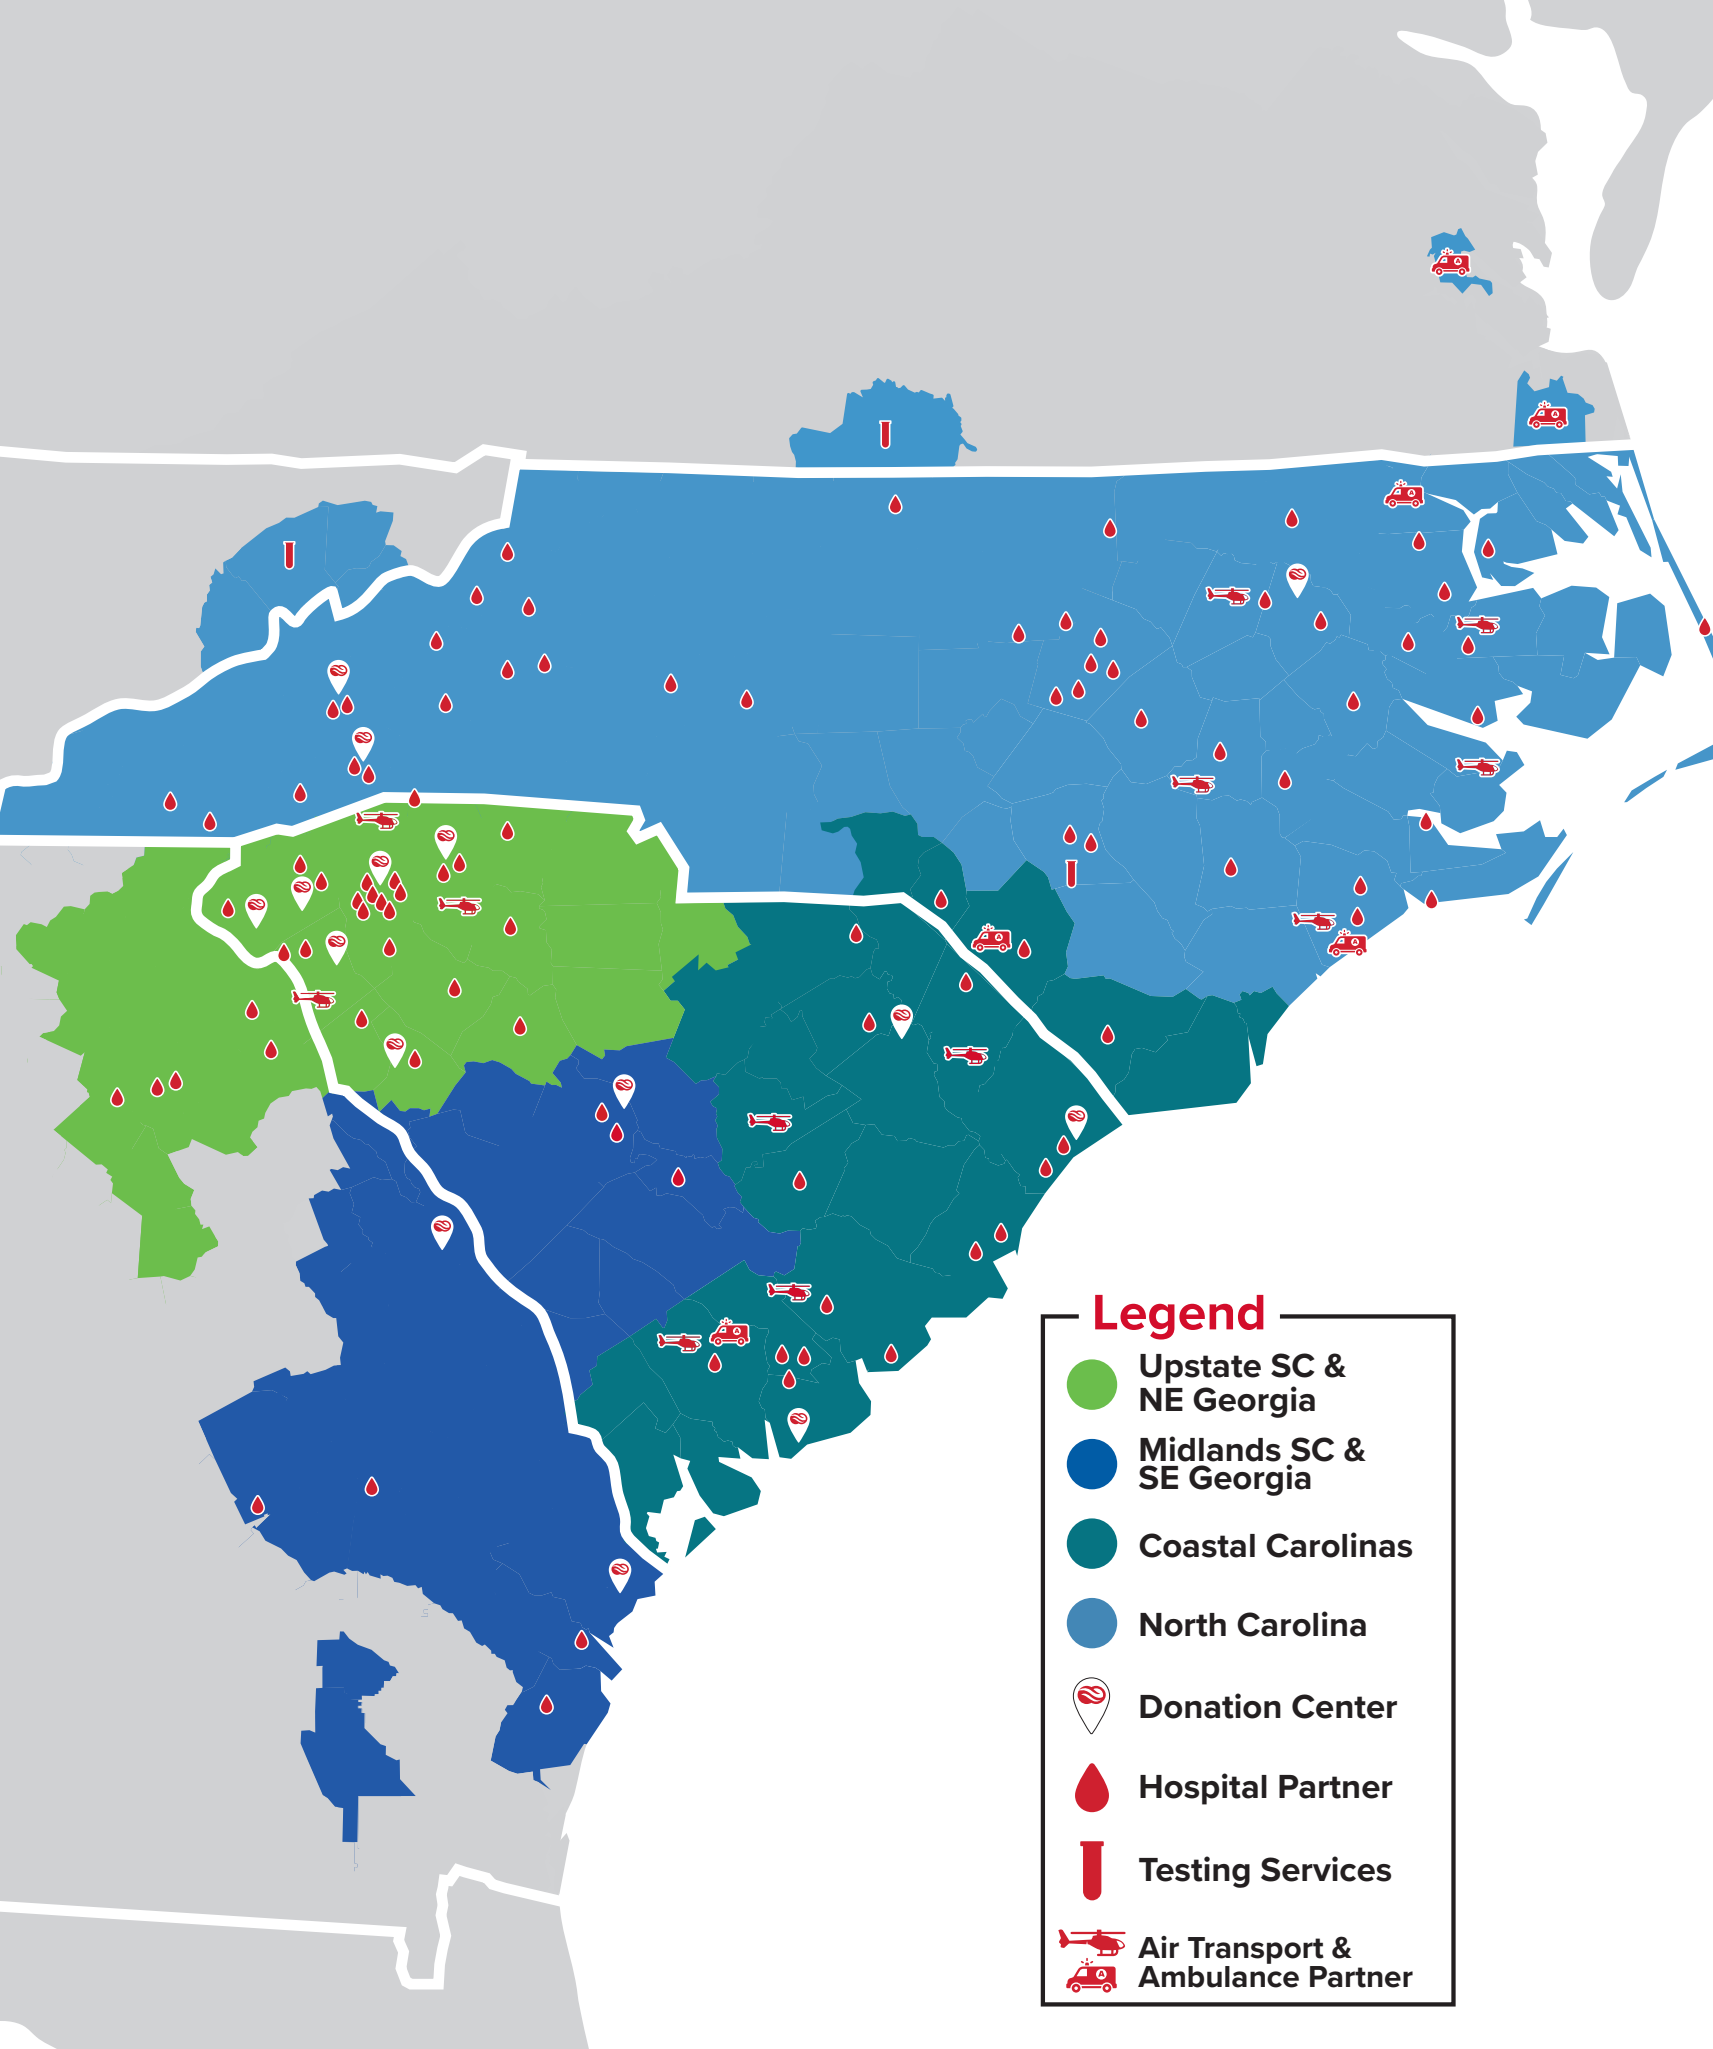 Legend
Upstate SC &
NE Georgia
Midlands SC &
SE Georgia
Coastal Carolinas
North Carolina
Donation Center
Hospital Partner
Testing Services
Air Transport &
Ambulance Partner